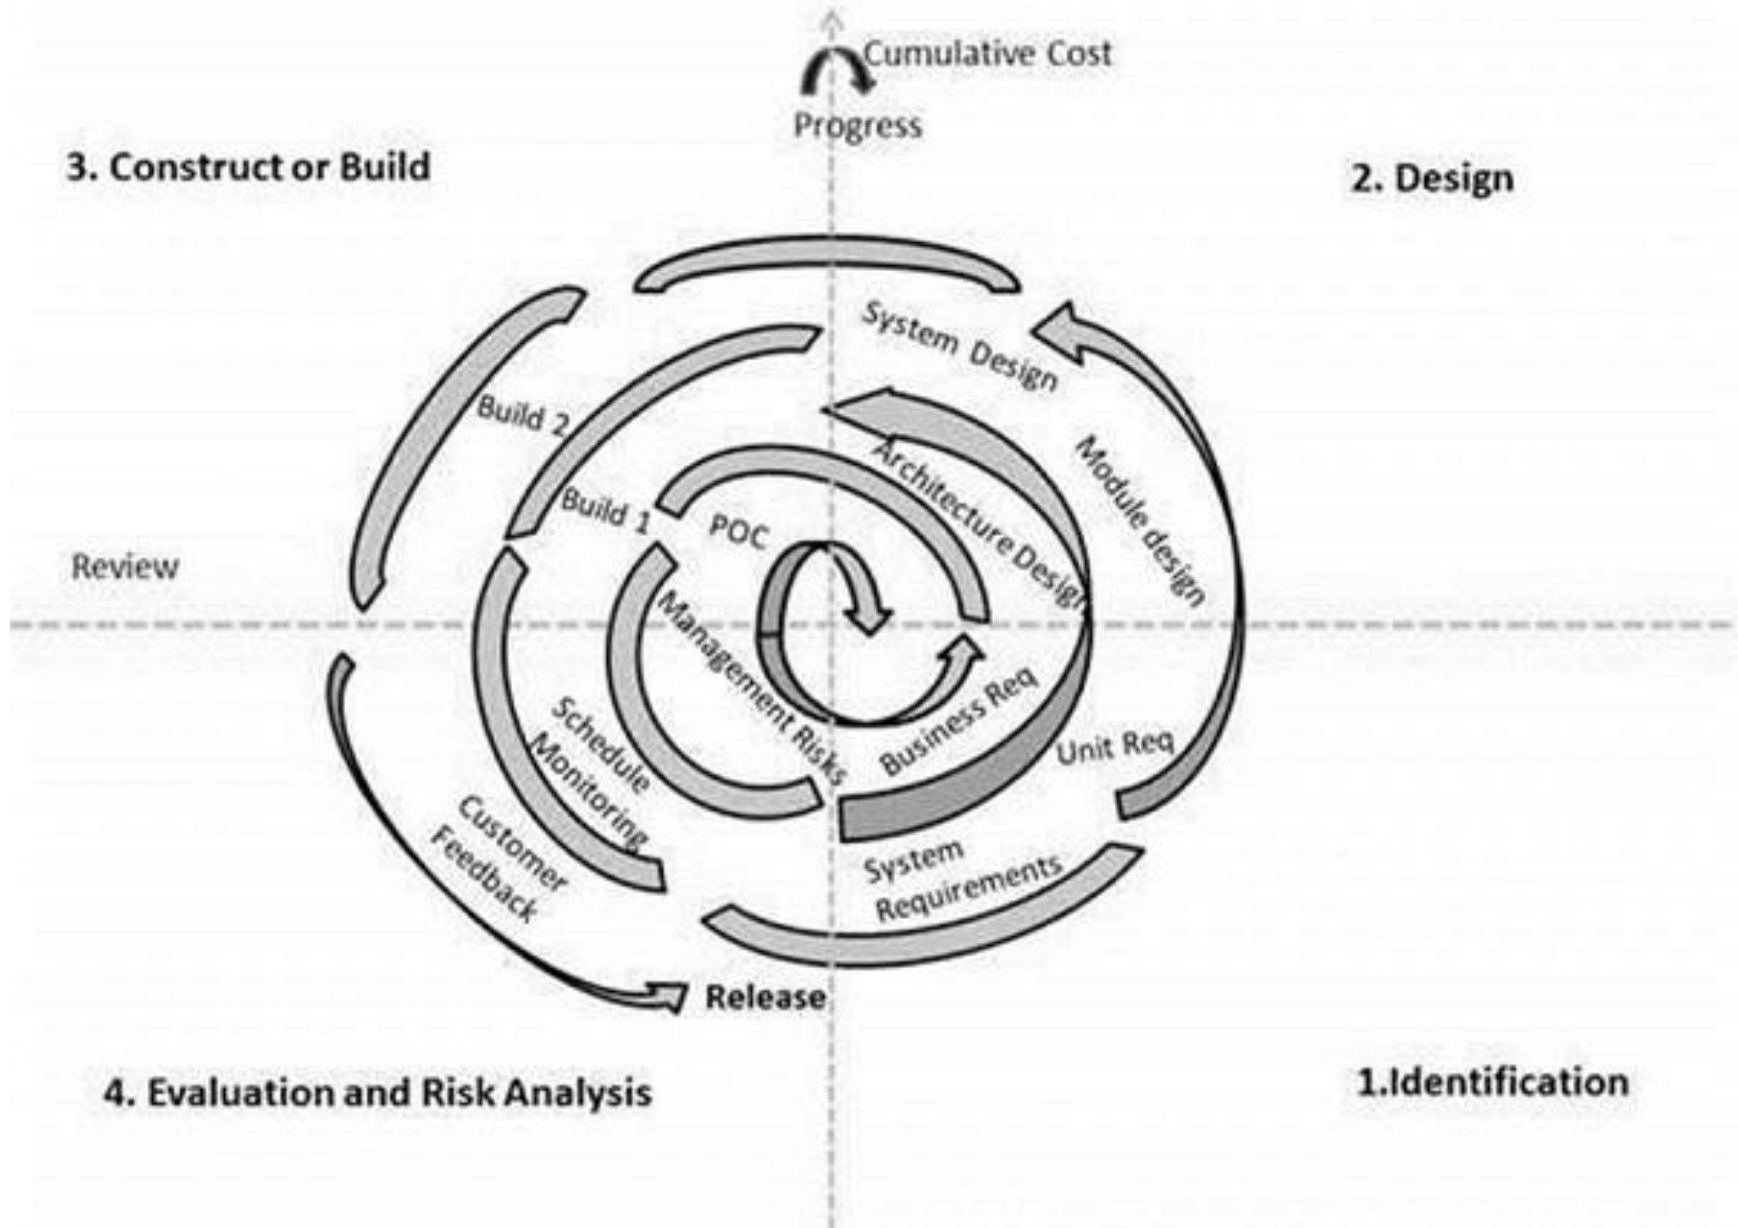 Cumulative Cost
Progress
3. Construct or Build
2. Design
System Design
Build 2
Architecture Design
Module design
Build 1
POC
Review
Management Risks
Business Req
Unit Req
Schedule
Monitoring
Customer
Feedback
System
Requirements
Release
4. Evaluation and Risk Analysis
1.Identification